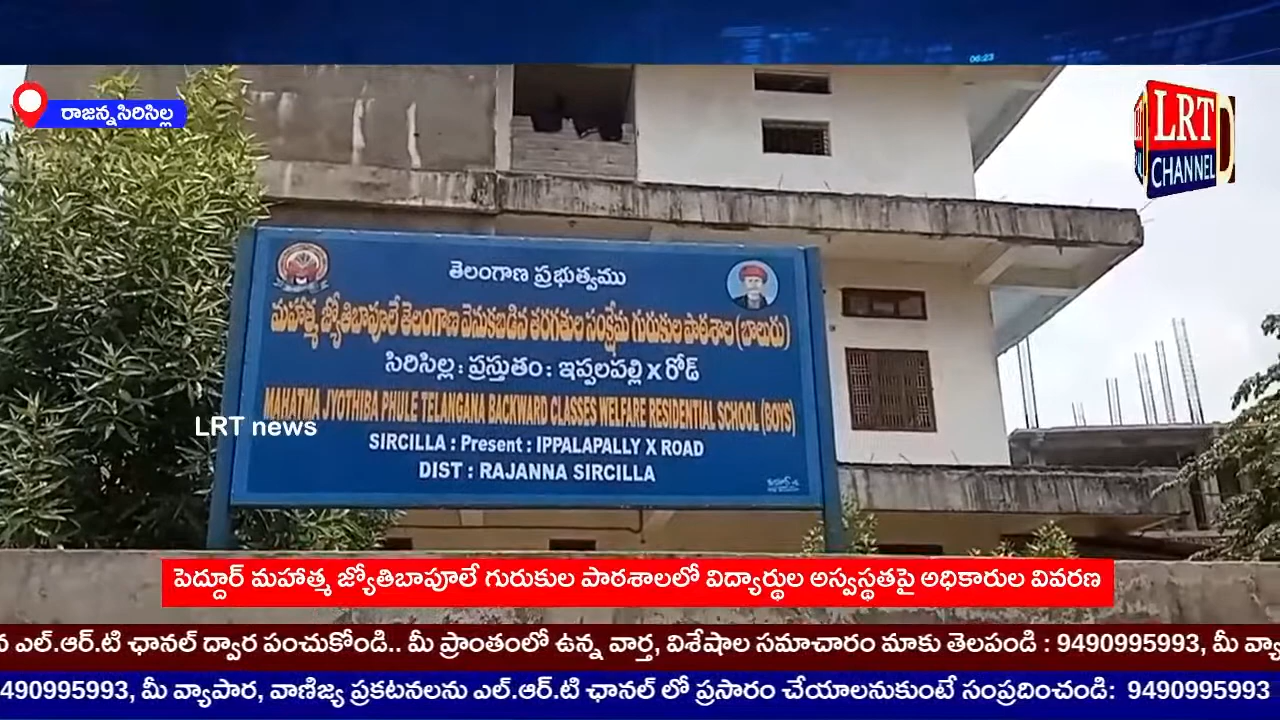 06:23
రాజన్నసిరిసిల్ల
LRT
CHANNEL
తెలంగాణ ప్రభుత్వము
మహాత్మ జ్యోతిబాపూలే తెలంగాణ వెనుకబడిన తరగతుల సంక్షేమ గురుకుల పాఠశాల (బాలురు)
సిరిసిల్ల : ప్రస్తుతం : ఇప్పలపల్లి X రోడ్
MAHATMA JYOTHIBA PHULE TELANGANA BACKWARD CLASSES WELFARE RESIDENTIAL SCHOOL (BOYS)
LRT news
SIRCILLA : Present : IPPALAPALLY X ROAD
DIST : RAJANNA SIRCILLA
పెద్దూర్ మహాత్మ జ్యోతిబాపూలే గురుకుల పాఠశాలలో విద్యార్థుల అస్వస్థతపై అధికారుల వివరణ
ఎల్.ఆర్.టి ఛానల్ ద్వార పంచుకోండి.. మీ ప్రాంతంలో ఉన్న వార్త, విశేషాల సమాచారం మాకు తెలపండి : 9490995993, మీ వ్యా
490995993, మీ వ్యాపార, వాణిజ్య ప్రకటనలను ఎల్.ఆర్.టి ఛానల్ లో ప్రసారం చేయాలనుకుంటే సంప్రదించండి: 9490995993